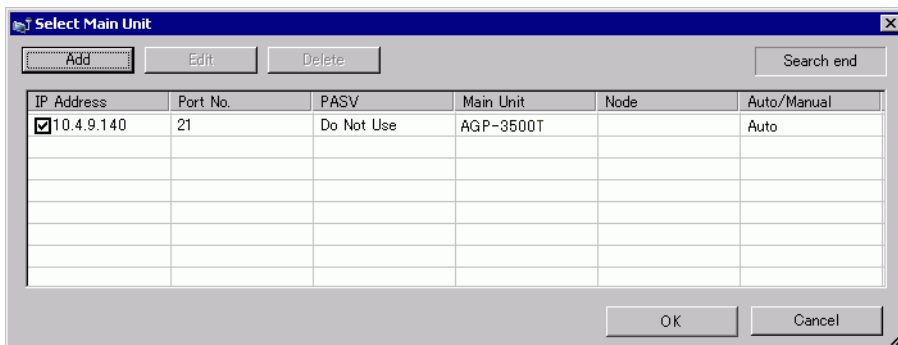 Select Main Unit
Add Edit Delete Search end
IP Address Port No. PASV Main Unit Node Auto/Manual
10.4.9.140 21 Do Not Use AGP-3500T Auto
OK Cancel